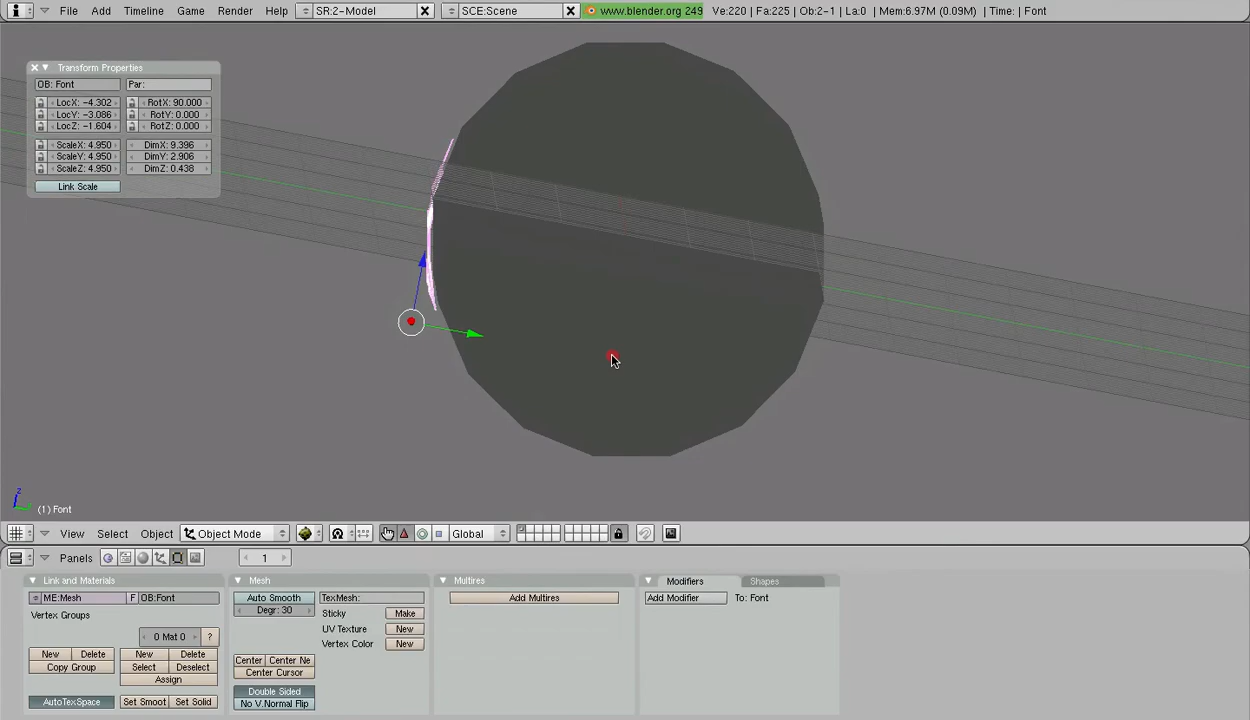 File Add Timeline Game Render Help SR:2-Model SCE:Scene www.blender.org 249 Ve:220 | Fa:225 | Ob:2-1 | La:0 | Mem:6.97M (0.09M) | Time: | Font
Transform Properties
OB: Font Par:
LocX: -4.302 RotX: 90.000
LocY: -3.086 RotY: 0.000
LocZ: -1.604 RotZ: 0.000
ScaleX: 4.950 DimX: 9.396
ScaleY: 4.950 DimY: 2.906
ScaleZ: 4.950 DimZ: 0.438
Link Scale
z
y
(1) Font
View Select Object Object Mode Global
Panels 1
Link and Materials Mesh Multires Modifiers Shapes
ME:Mesh F OB:Font Auto Smooth TexMesh: Add Multires Add Modifier To: Font
Vertex Groups Degr: 30 Sticky Make
UV Texture New
0 Mat 0 ? Vertex Color New
New Delete New Delete Center Center Ne
Copy Group Select Deselect Center Cursor
Assign
Double Sided
AutoTexSpace Set Smoot Set Solid No V.Normal Flip